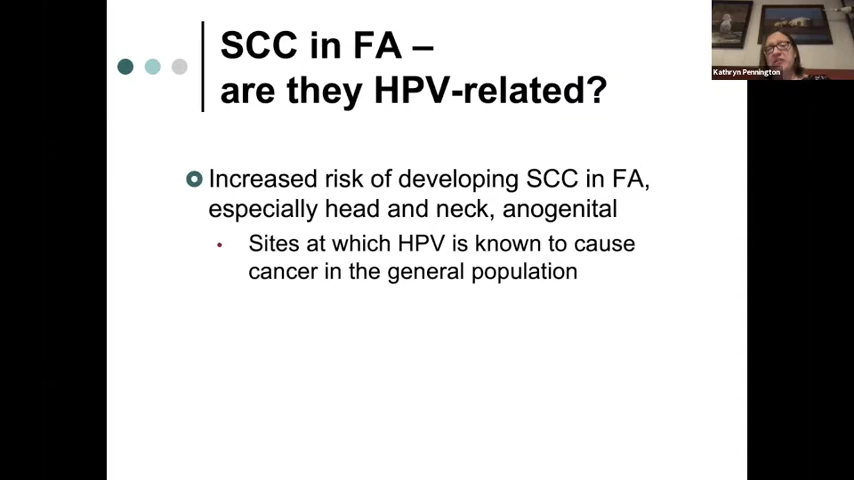 SCC in FA –
are they HPV-related?
Kathryn Pennington
Increased risk of developing SCC in FA,
especially head and neck, anogenital
Sites at which HPV is known to cause
cancer in the general population